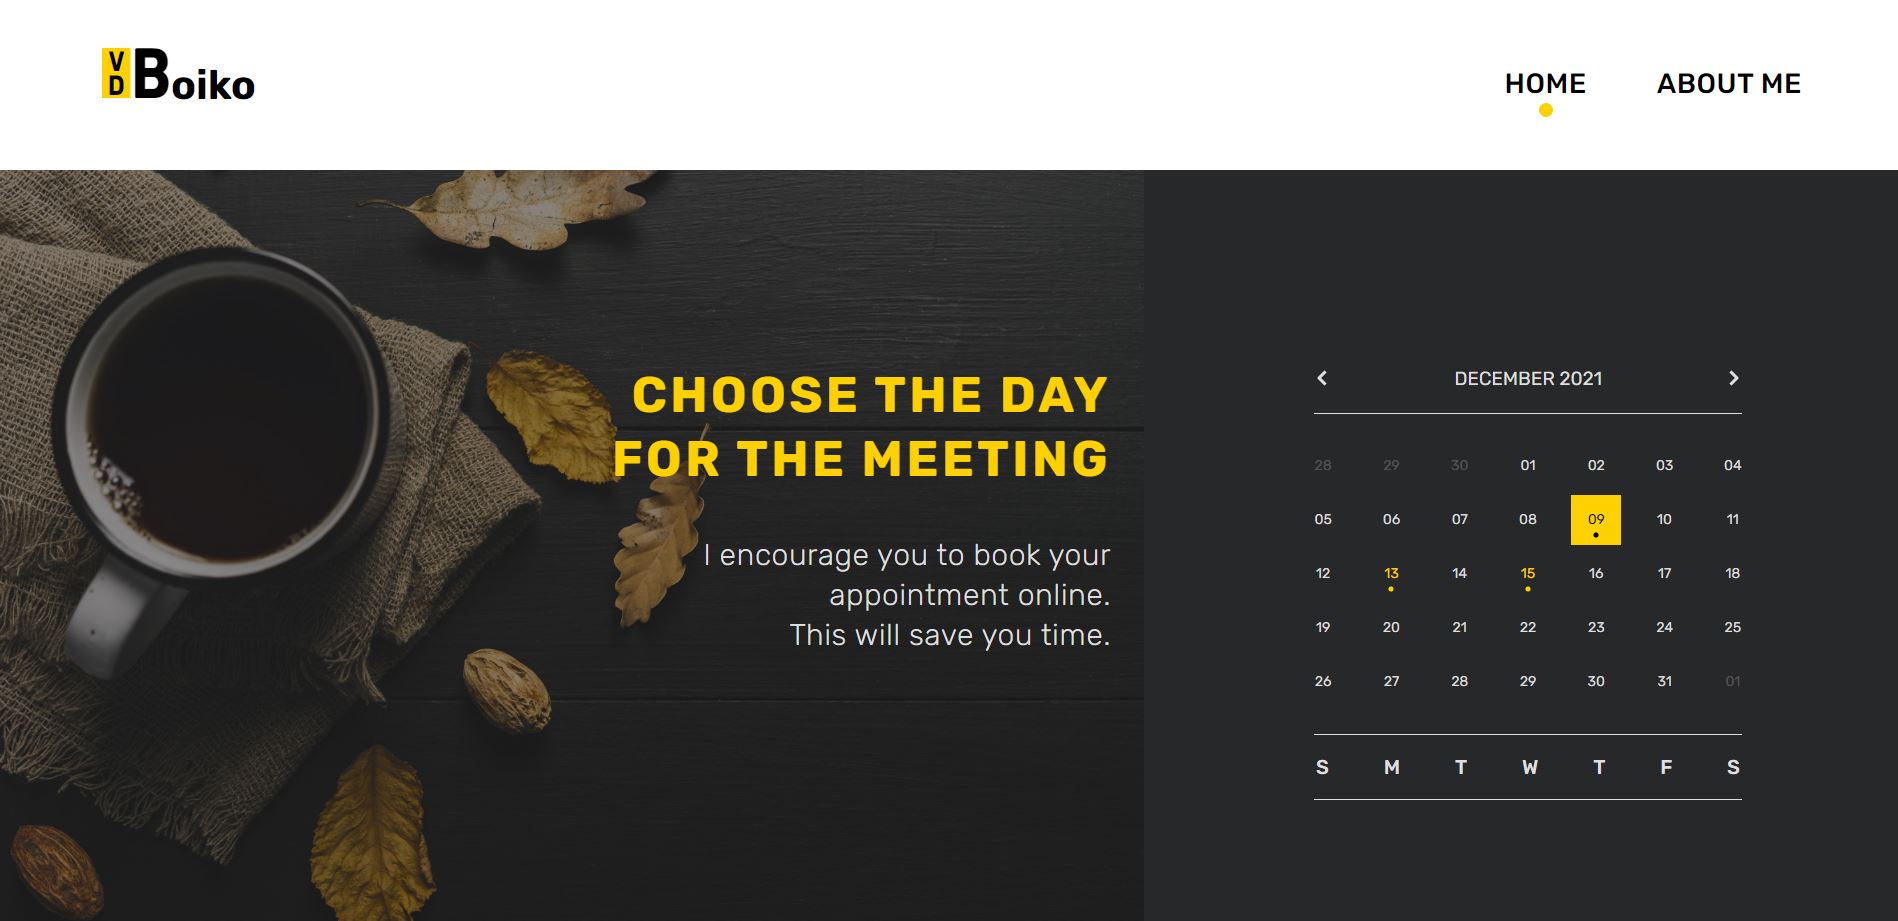 VD Boiko
HOME ABOUT ME
CHOOSE THE DAY
FOR THE MEETING
I encourage you to book your
appointment online.
This will save you time.
DECEMBER 2021
28 29 30 01 02 03 04
05 06 07 08 09 10 11
12 13 14 15 16 17 18
19 20 21 22 23 24 25
26 27 28 29 30 31 01
S M T W T F S